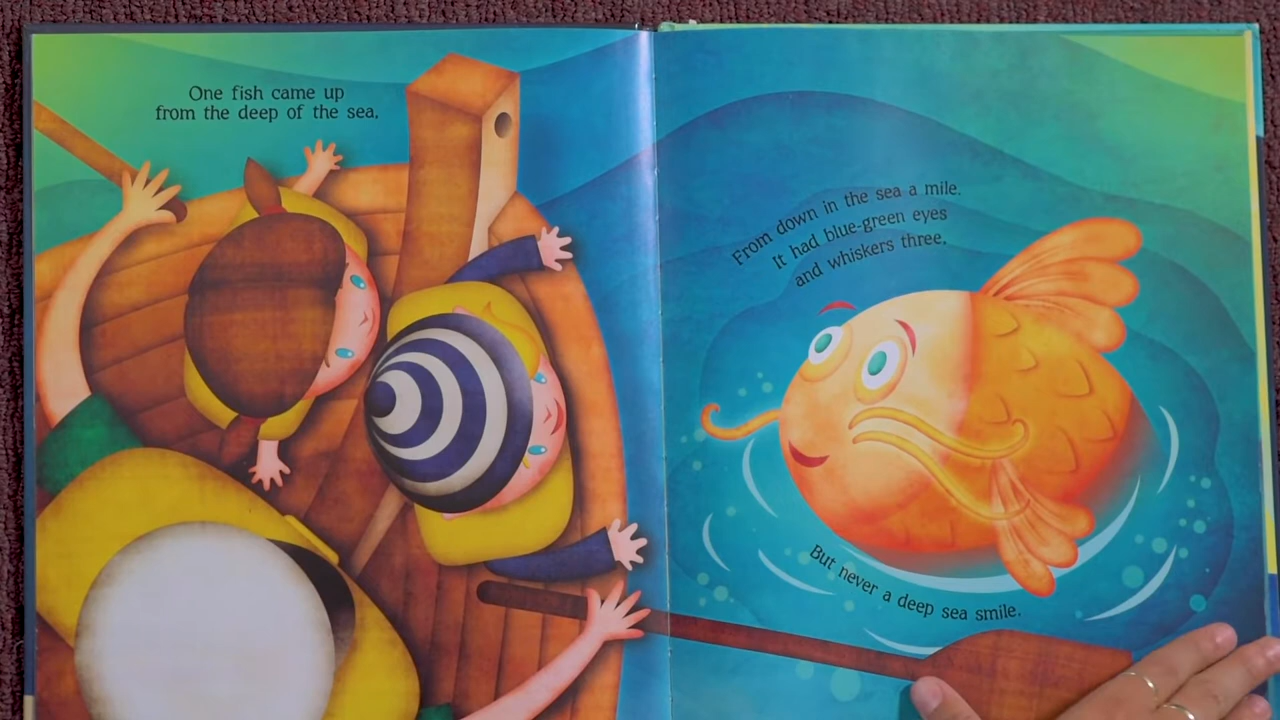 One fish came up
from the deep of the sea,
From down in the sea a mile.
It had blue-green eyes
and whiskers three,
But never a deep sea smile.